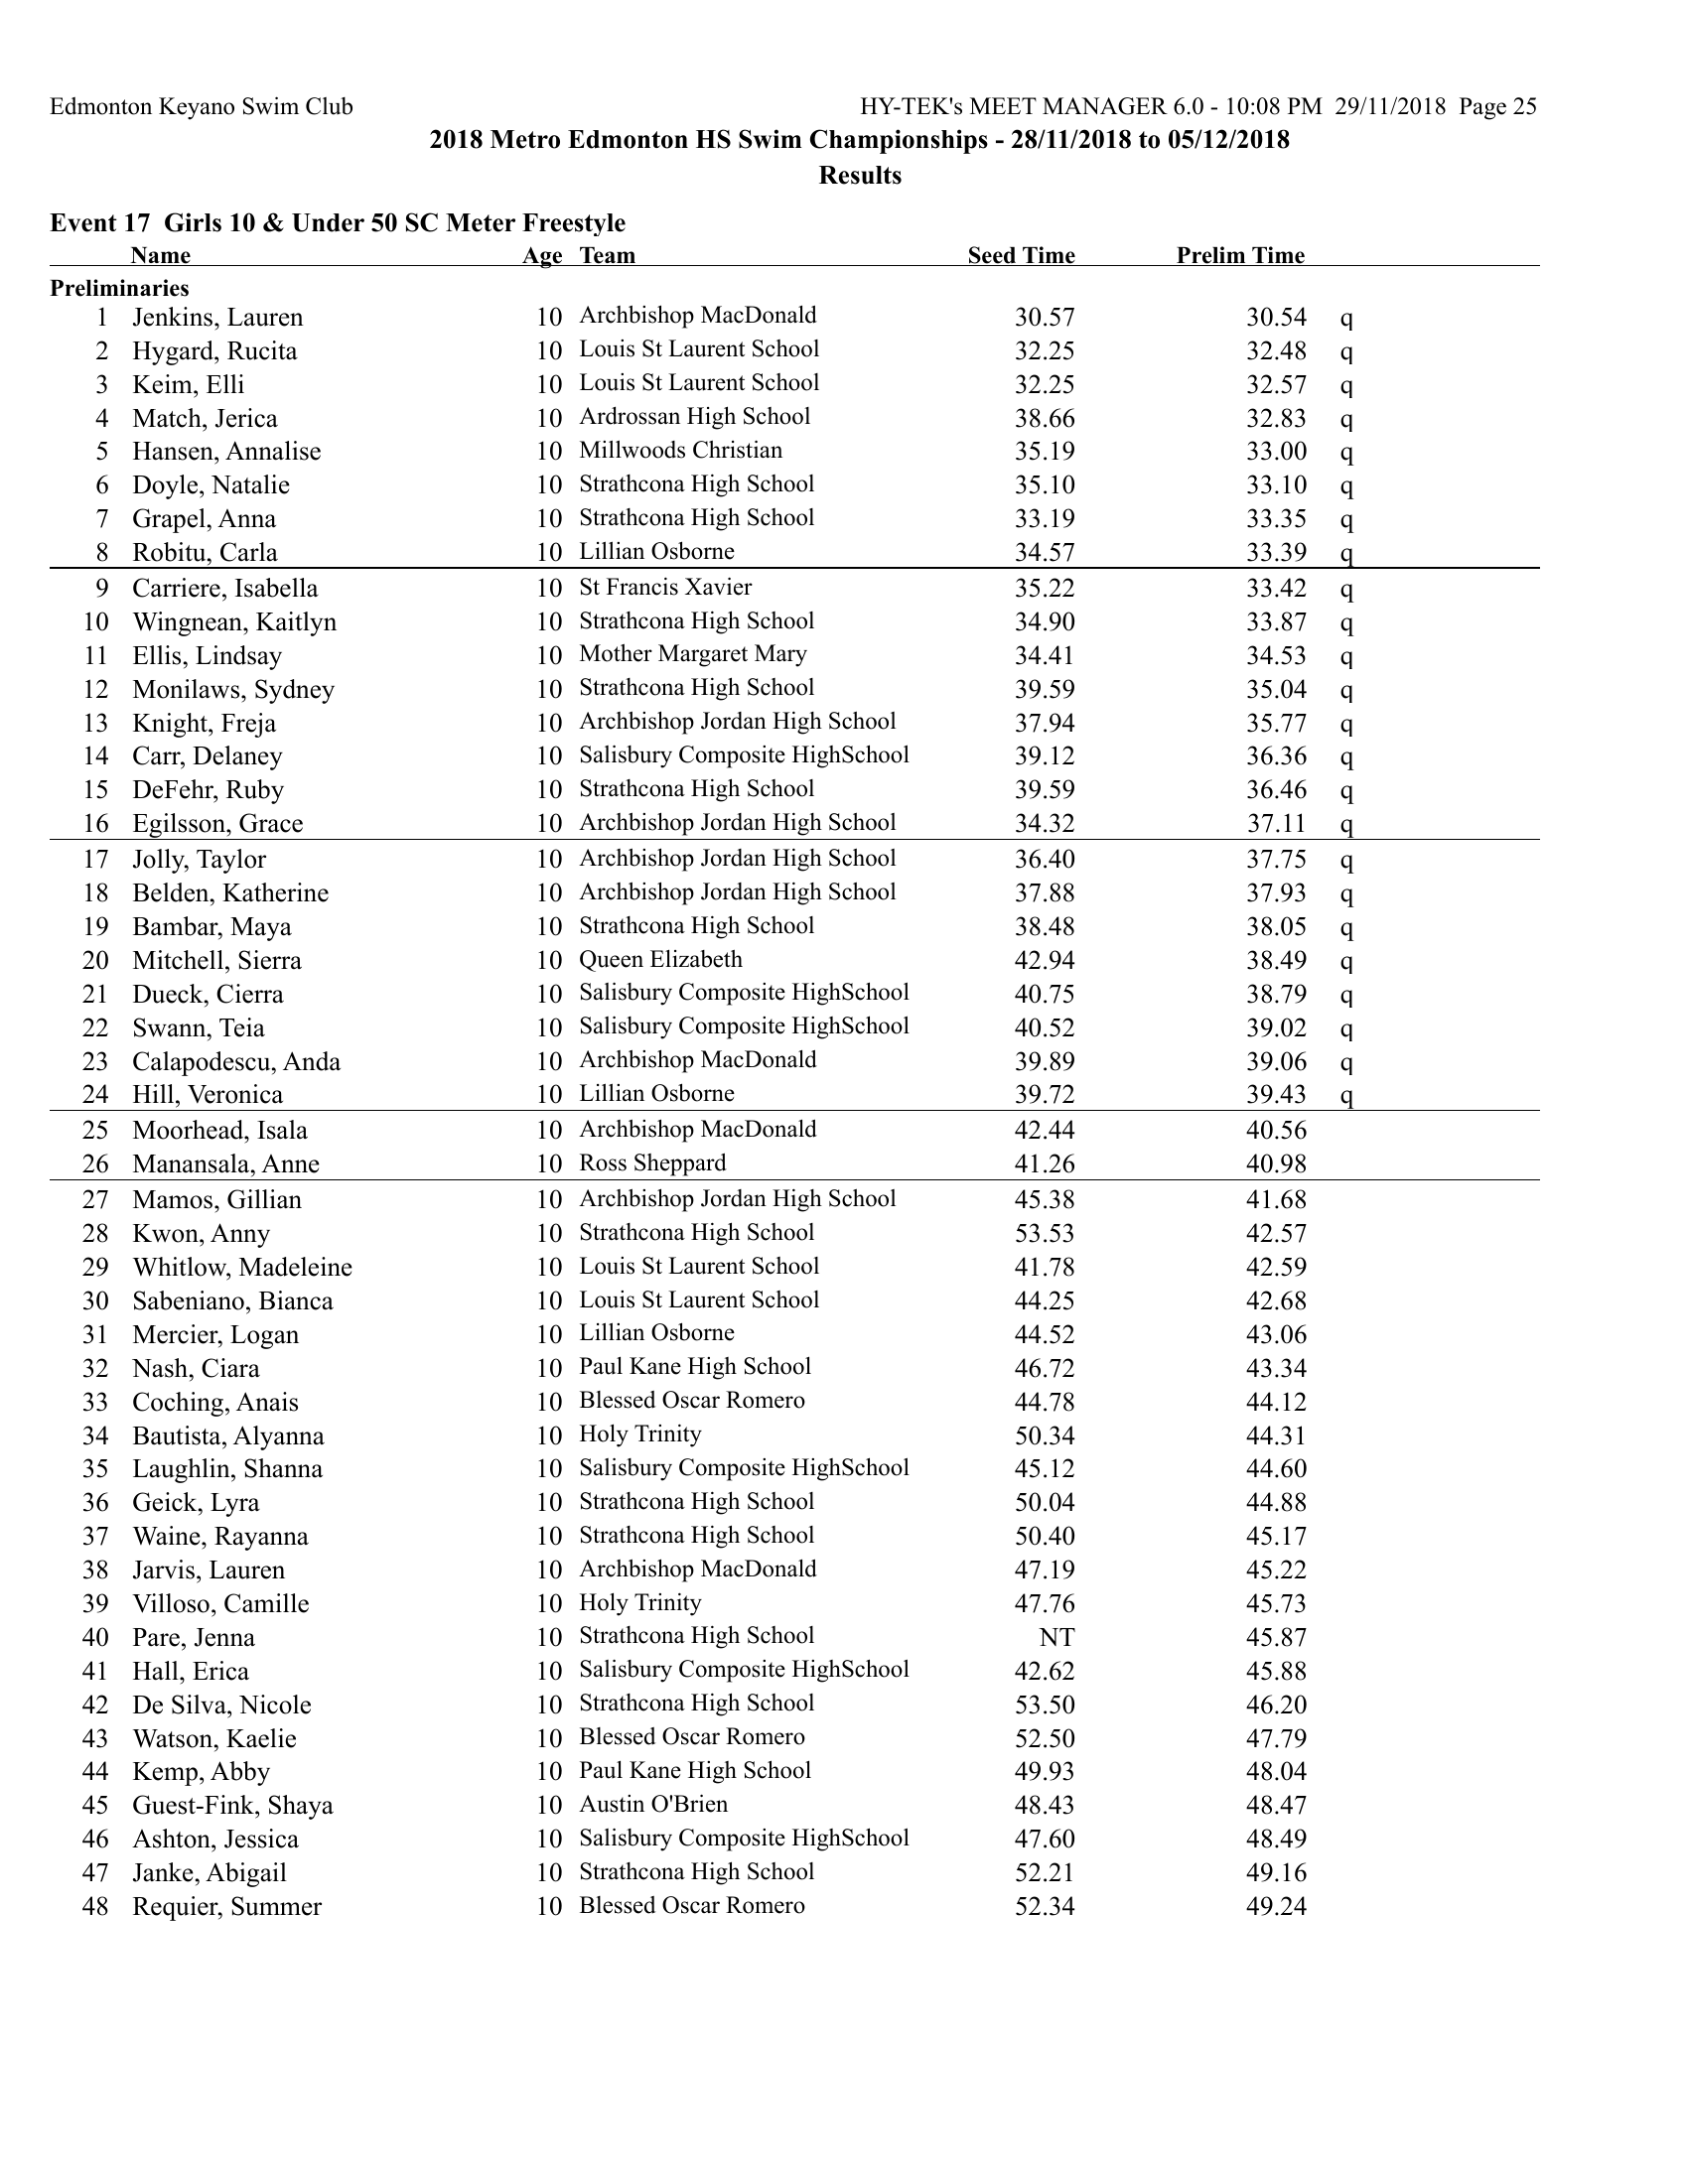 Edmonton Keyano Swim Club HY-TEK's MEET MANAGER 6.0 - 10:08 PM 29/11/2018 Page 25
2018 Metro Edmonton HS Swim Championships - 28/11/2018 to 05/12/2018
Results
Event 17 Girls 10 & Under 50 SC Meter Freestyle
Name Age Team Seed Time Prelim Time
Preliminaries
1 Jenkins, Lauren 10 Archbishop MacDonald 30.57 30.54 q
2 Hygard, Rucita 10 Louis St Laurent School 32.25 32.48 q
3 Keim, Elli 10 Louis St Laurent School 32.25 32.57 q
4 Match, Jerica 10 Ardrossan High School 38.66 32.83 q
5 Hansen, Annalise 10 Millwoods Christian 35.19 33.00 q
6 Doyle, Natalie 10 Strathcona High School 35.10 33.10 q
7 Grapel, Anna 10 Strathcona High School 33.19 33.35 q
8 Robitu, Carla 10 Lillian Osborne 34.57 33.39 q
9 Carriere, Isabella 10 St Francis Xavier 35.22 33.42 q
10 Wingnean, Kaitlyn 10 Strathcona High School 34.90 33.87 q
11 Ellis, Lindsay 10 Mother Margaret Mary 34.41 34.53 q
12 Monilaws, Sydney 10 Strathcona High School 39.59 35.04 q
13 Knight, Freja 10 Archbishop Jordan High School 37.94 35.77 q
14 Carr, Delaney 10 Salisbury Composite HighSchool 39.12 36.36 q
15 DeFehr, Ruby 10 Strathcona High School 39.59 36.46 q
16 Egilsson, Grace 10 Archbishop Jordan High School 34.32 37.11 q
17 Jolly, Taylor 10 Archbishop Jordan High School 36.40 37.75 q
18 Belden, Katherine 10 Archbishop Jordan High School 37.88 37.93 q
19 Bambar, Maya 10 Strathcona High School 38.48 38.05 q
20 Mitchell, Sierra 10 Queen Elizabeth 42.94 38.49 q
21 Dueck, Cierra 10 Salisbury Composite HighSchool 40.75 38.79 q
22 Swann, Teia 10 Salisbury Composite HighSchool 40.52 39.02 q
23 Calapodescu, Anda 10 Archbishop MacDonald 39.89 39.06 q
24 Hill, Veronica 10 Lillian Osborne 39.72 39.43 q
25 Moorhead, Isala 10 Archbishop MacDonald 42.44 40.56
26 Manansala, Anne 10 Ross Sheppard 41.26 40.98
27 Mamos, Gillian 10 Archbishop Jordan High School 45.38 41.68
28 Kwon, Anny 10 Strathcona High School 53.53 42.57
29 Whitlow, Madeleine 10 Louis St Laurent School 41.78 42.59
30 Sabeniano, Bianca 10 Louis St Laurent School 44.25 42.68
31 Mercier, Logan 10 Lillian Osborne 44.52 43.06
32 Nash, Ciara 10 Paul Kane High School 46.72 43.34
33 Coching, Anais 10 Blessed Oscar Romero 44.78 44.12
34 Bautista, Alyanna 10 Holy Trinity 50.34 44.31
35 Laughlin, Shanna 10 Salisbury Composite HighSchool 45.12 44.60
36 Geick, Lyra 10 Strathcona High School 50.04 44.88
37 Waine, Rayanna 10 Strathcona High School 50.40 45.17
38 Jarvis, Lauren 10 Archbishop MacDonald 47.19 45.22
39 Villoso, Camille 10 Holy Trinity 47.76 45.73
40 Pare, Jenna 10 Strathcona High School NT 45.87
41 Hall, Erica 10 Salisbury Composite HighSchool 42.62 45.88
42 De Silva, Nicole 10 Strathcona High School 53.50 46.20
43 Watson, Kaelie 10 Blessed Oscar Romero 52.50 47.79
44 Kemp, Abby 10 Paul Kane High School 49.93 48.04
45 Guest-Fink, Shaya 10 Austin O'Brien 48.43 48.47
46 Ashton, Jessica 10 Salisbury Composite HighSchool 47.60 48.49
47 Janke, Abigail 10 Strathcona High School 52.21 49.16
48 Requier, Summer 10 Blessed Oscar Romero 52.34 49.24